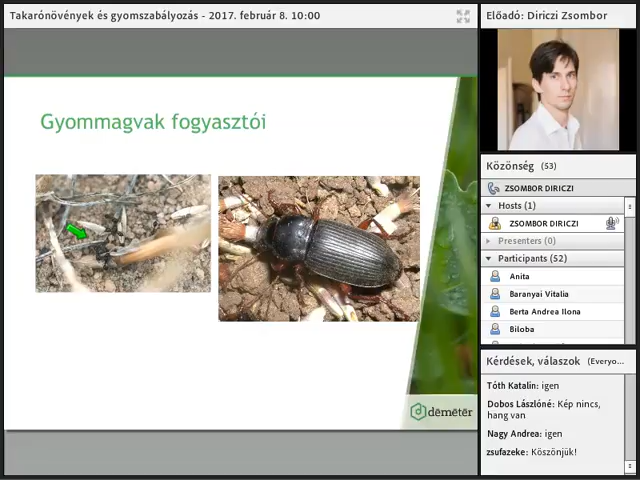 Takarónövények és gyomszabályozás - 2017. február 8. 10:00
Gyommagvak fogyasztói
demeter
Előadó: Diriczi Zsombor
Közönség (53)
ZSOMBOR DIRICZI
Hosts (1)
ZSOMBOR DIRICZI
Presenters (0)
Participants (52)
Anita
Baranyai Vitalia
Berta Andrea Ilona
Biloba
Kérdések, válaszok (Everyo...
Tóth Katalin: igen
Dobos Lászlóné: Kép nincs,
hang van
Nagy Andrea: igen
zsufazeke: Köszönjük!